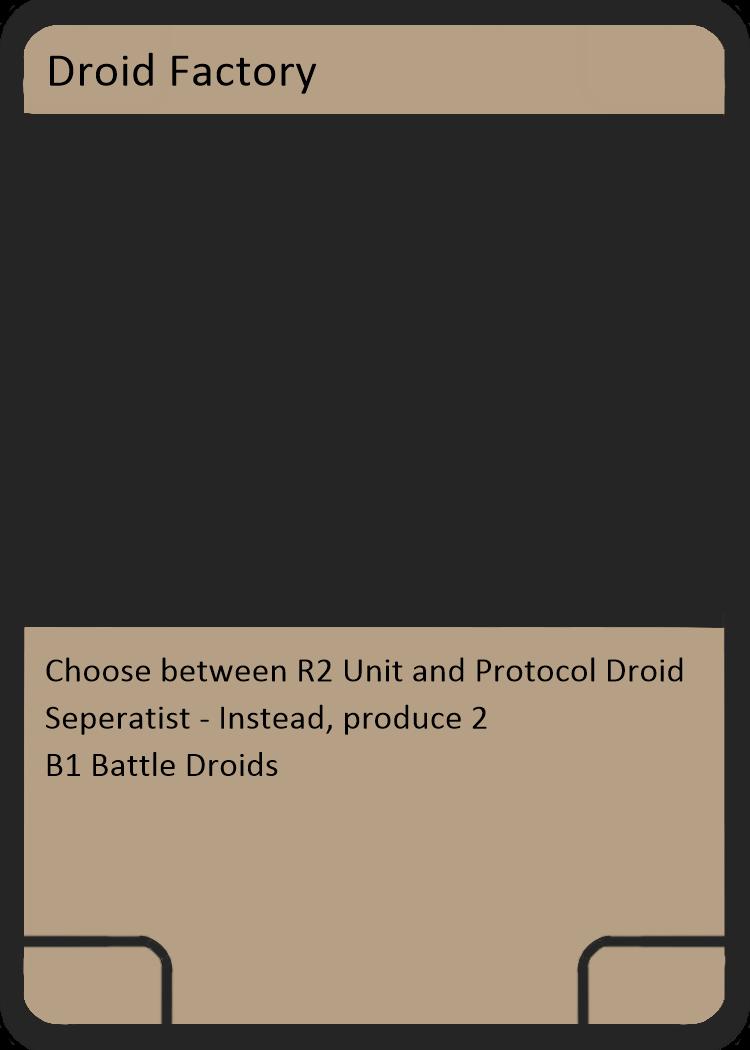 Droid Factory
Choose between R2 Unit and Protocol Droid
Seperatist - Instead, produce 2
B1 Battle Droids